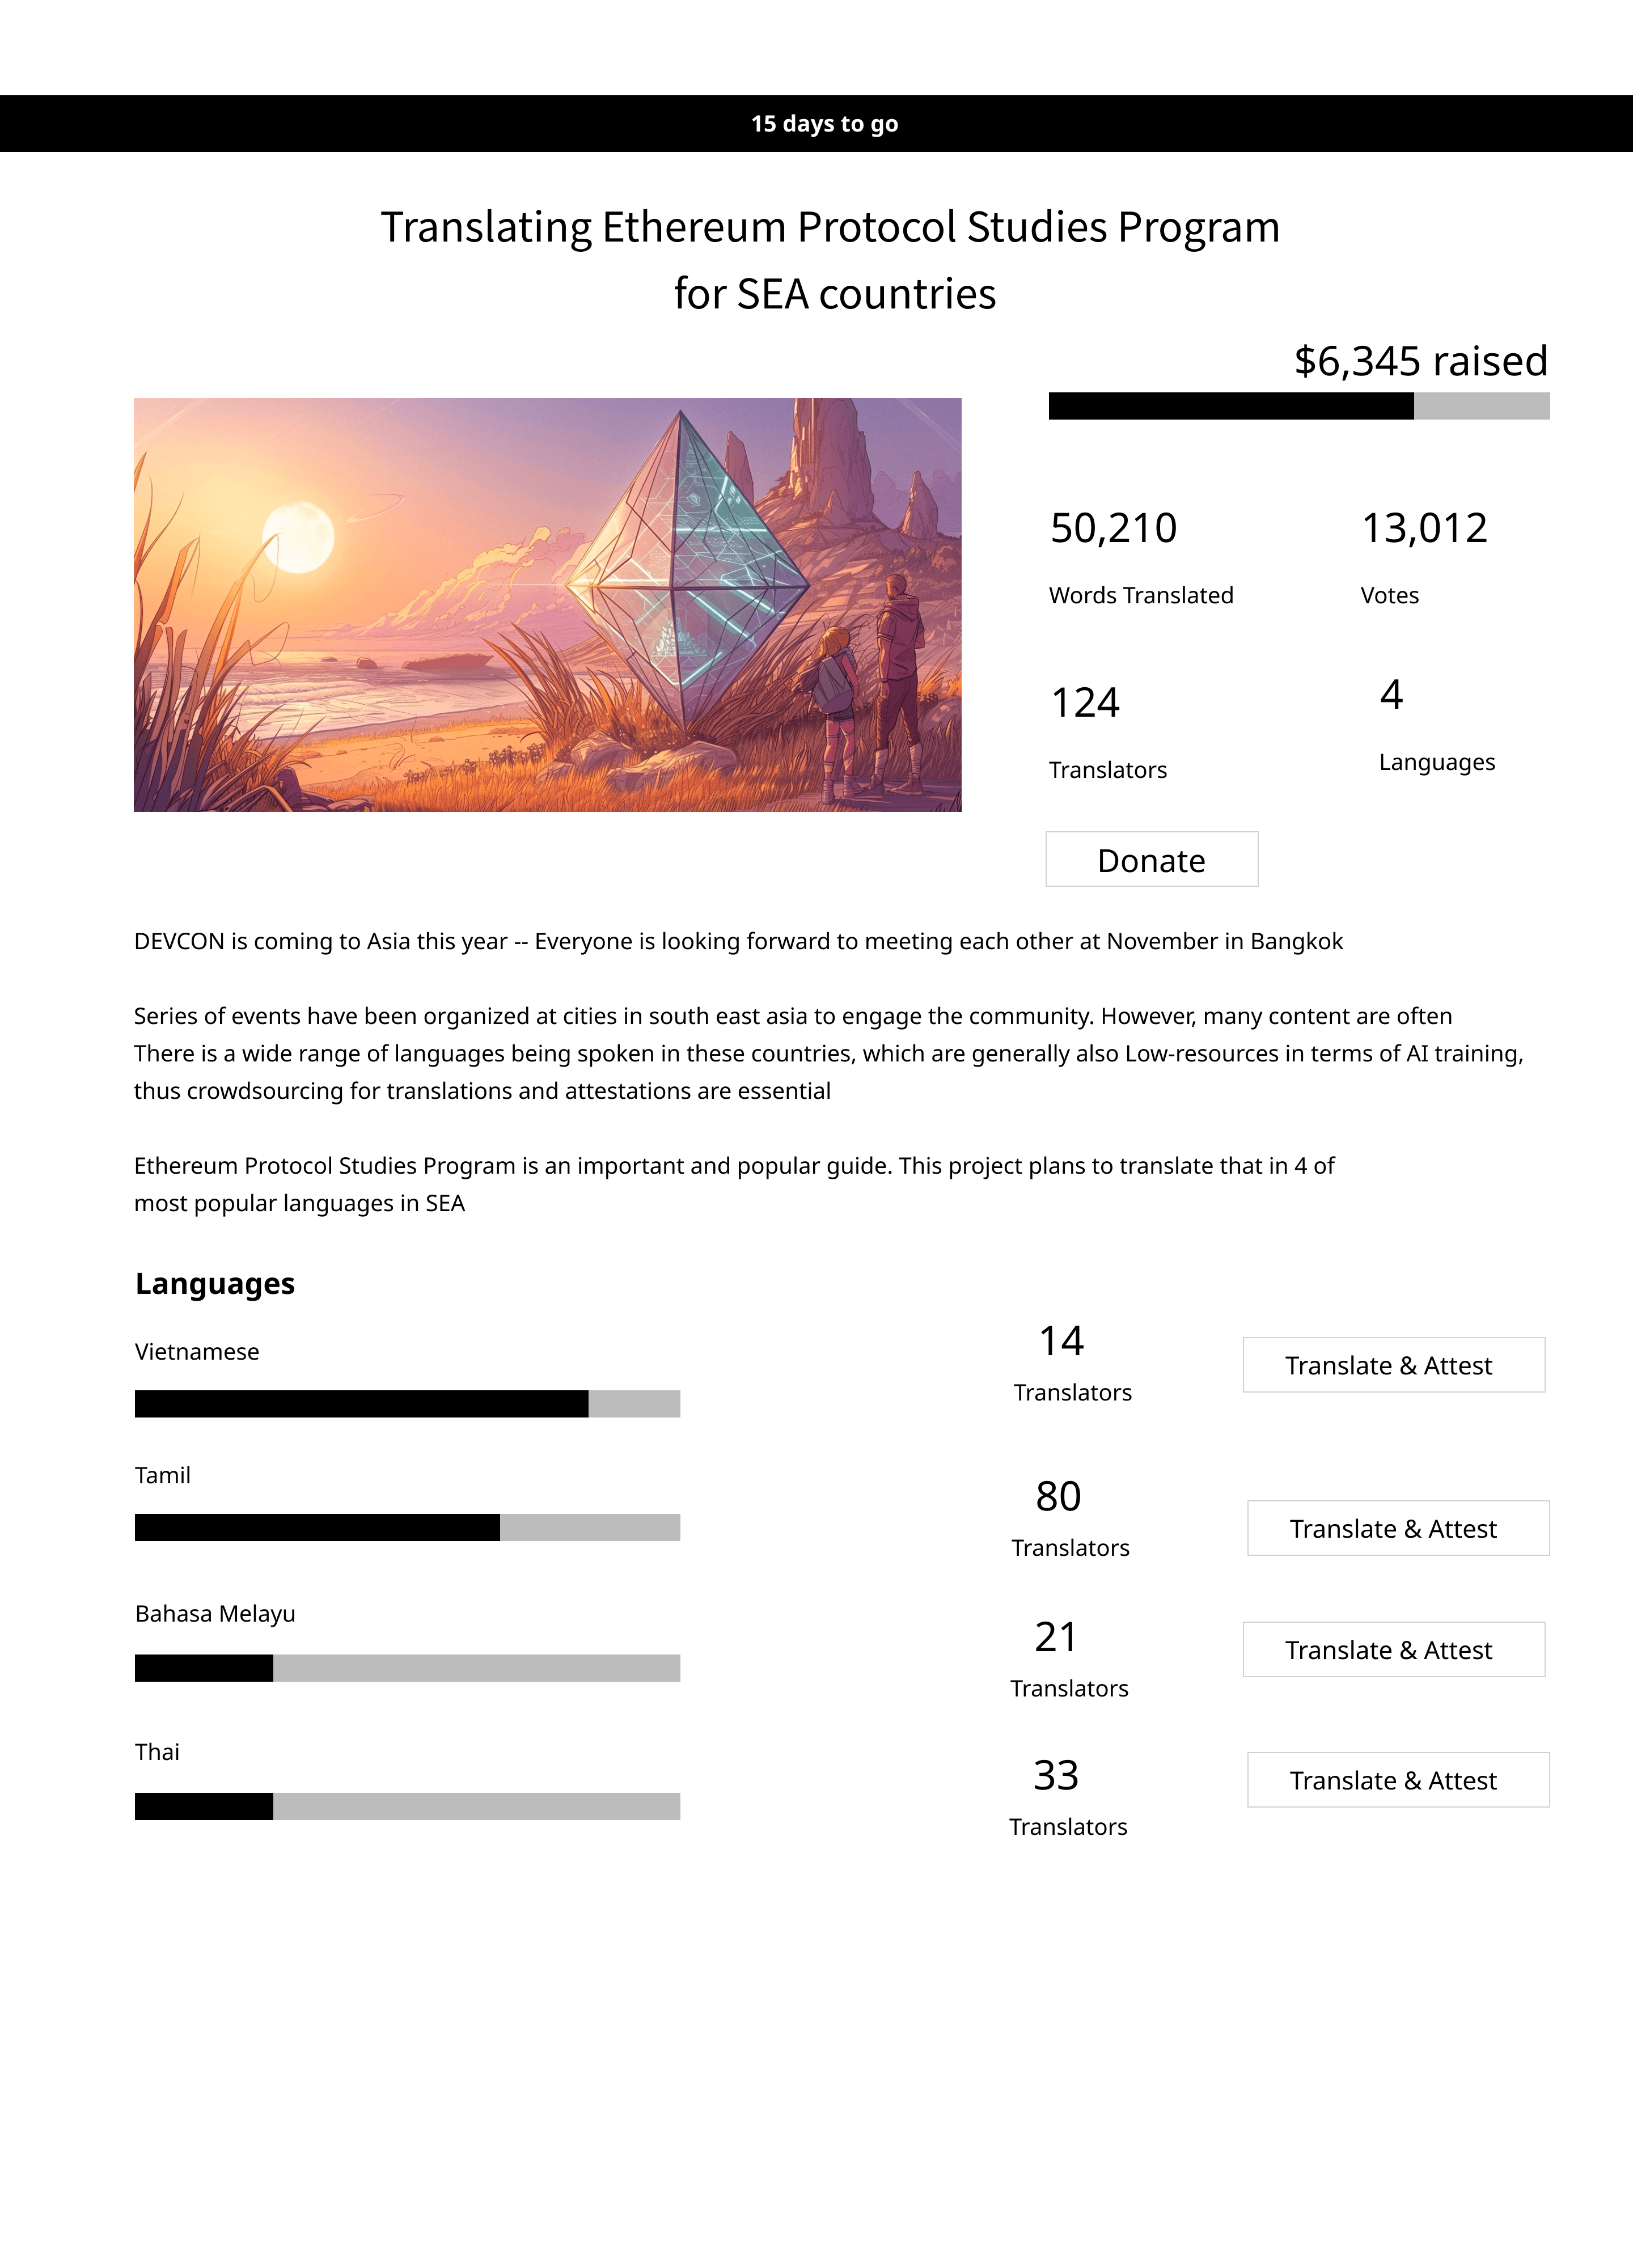 15 days to go
Translating Ethereum Protocol Studies Program
for SEA countries
$6,345 raised
50,210
13,012
Words Translated
Votes
124
4
Translators
Languages
Donate
DEVCON is coming to Asia this year -- Everyone is looking forward to meeting each other at November in Bangkok
Series of events have been organized at cities in south east asia to engage the community. However, many content are often
There is a wide range of languages being spoken in these countries, which are generally also Low-resources in terms of AI training,
thus crowdsourcing for translations and attestations are essential
Ethereum Protocol Studies Program is an important and popular guide. This project plans to translate that in 4 of
most popular languages in SEA
Languages
Vietnamese
14
Translators
Translate & Attest
Tamil
80
Translators
Translate & Attest
Bahasa Melayu
21
Translators
Translate & Attest
Thai
33
Translators
Translate & Attest